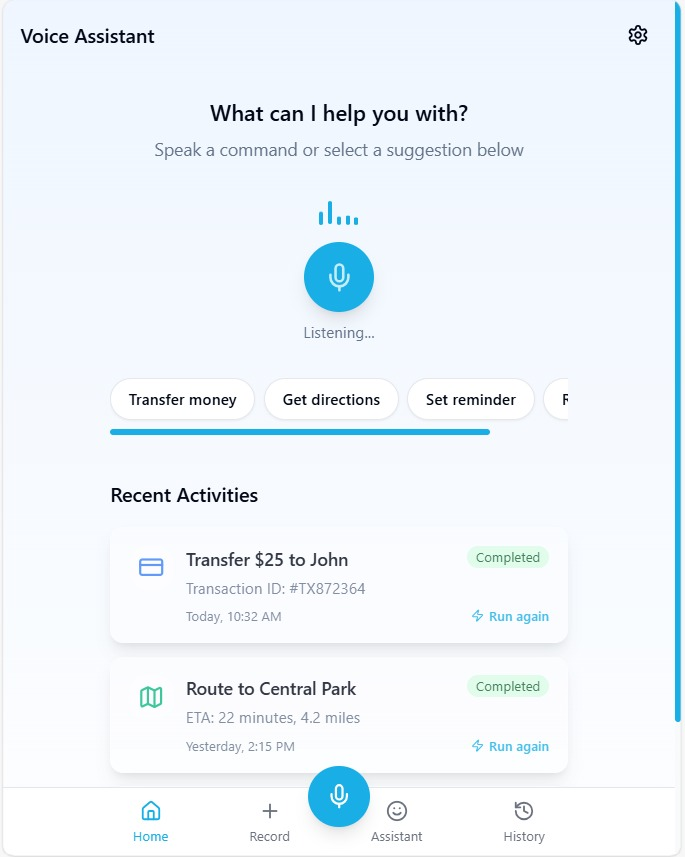 Voice Assistant
What can I help you with?
Speak a command or select a suggestion below
Listening...
Transfer money
Get directions
Set reminder
Recent Activities
Transfer $25 to John
Completed
Transaction ID: #TX872364
Today, 10:32 AM
Run again
Route to Central Park
Completed
ETA: 22 minutes, 4.2 miles
Yesterday, 2:15 PM
Run again
Home
Record
Assistant
History